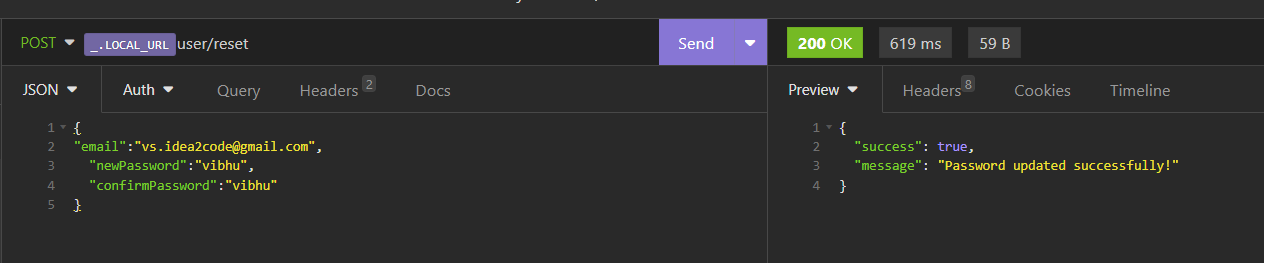 POST _.LOCAL_URL user/reset Send 200 OK 619 ms 59 B
JSON Auth Query Headers 2 Docs Preview Headers 8 Cookies Timeline
1 {
2 "email":"vs.idea2code@gmail.com",
3 "newPassword":"vibhu",
4 "confirmPassword":"vibhu"
5 }
1 {
2 "success": true,
3 "message": "Password updated successfully!"
4 }